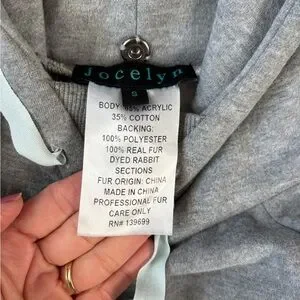 Jocelyn
S
BODY: 65% ACRYLIC
35% COTTON
BACKING:
100% POLYESTER
100% REAL FUR
DYED RABBIT
SECTIONS
FUR ORIGIN: CHINA
MADE IN CHINA
PROFESSIONAL FUR
CARE ONLY
RN# 139699